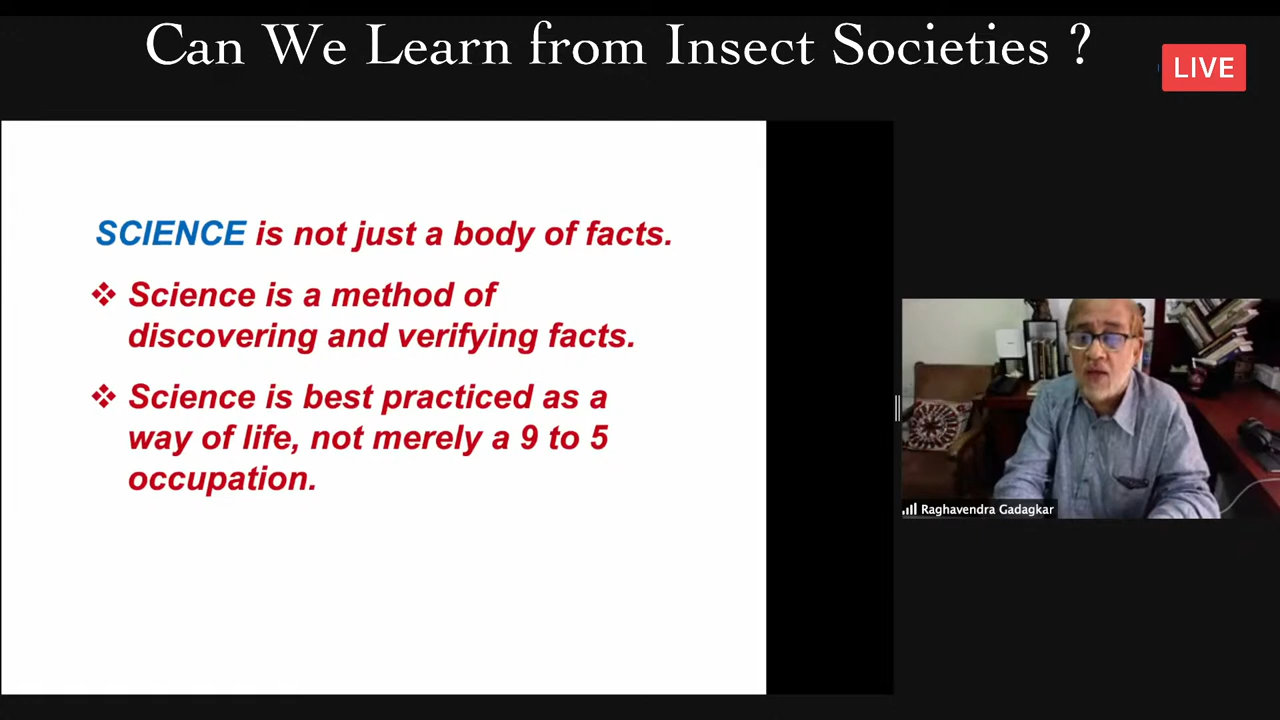 Can We Learn from Insect Societies ?
LIVE
SCIENCE is not just a body of facts.
❖ Science is a method of
discovering and verifying facts.
❖ Science is best practiced as a
way of life, not merely a 9 to 5
occupation.
Raghavendra Gadagkar